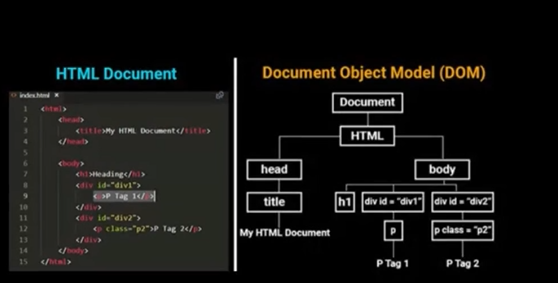 HTML Document
index.html
1 <html>
2 <head>
3 <title>My HTML Document</title>
4 </head>
5
6 <body>
7 <h1>Heading</h1>
8 <div id="div1">
9 <p>P Tag 1</p>
10 </div>
11 <div id="div2">
12 <p class="p2">P Tag 2</p>
13 </div>
14 </body>
15 </html>
Document Object Model (DOM)
Document
HTML
head body
title h1 div id = "div1" div id = "div2"
My HTML Document p p class = "p2"
P Tag 1 P Tag 2